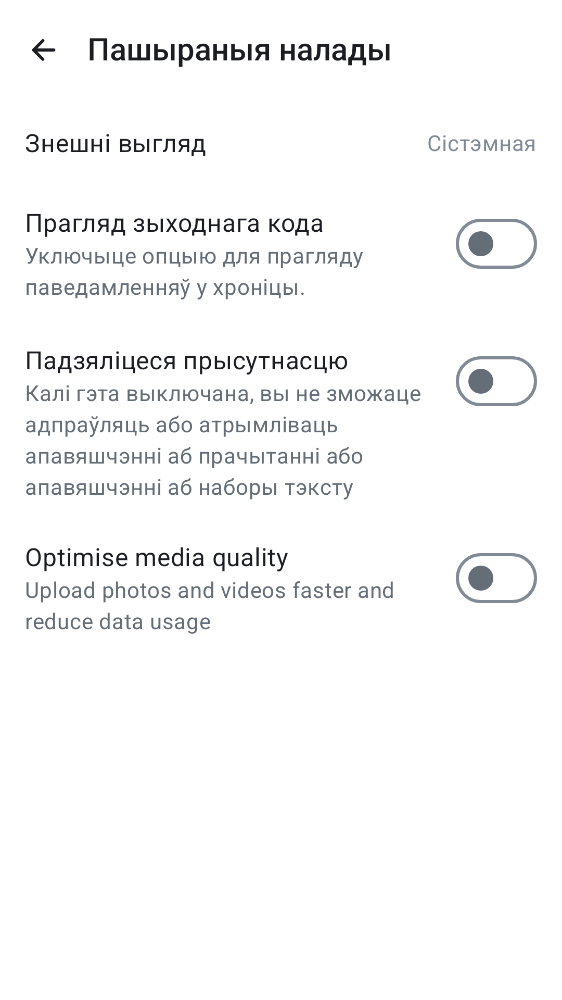 Пашыраныя налады
Знешні выгляд Сістэмная
Прагляд зыходнага кода
Уключыце опцыю для прагляду
паведамленняў у хроніцы.
Падзяліцеся прысутнасцю
Калі гэта выключана, вы не зможаце
адпраўляць або атрымліваць
апавяшчэнні аб прачытанні або
апавяшчэнні аб наборы тэксту
Optimise media quality
Upload photos and videos faster and
reduce data usage